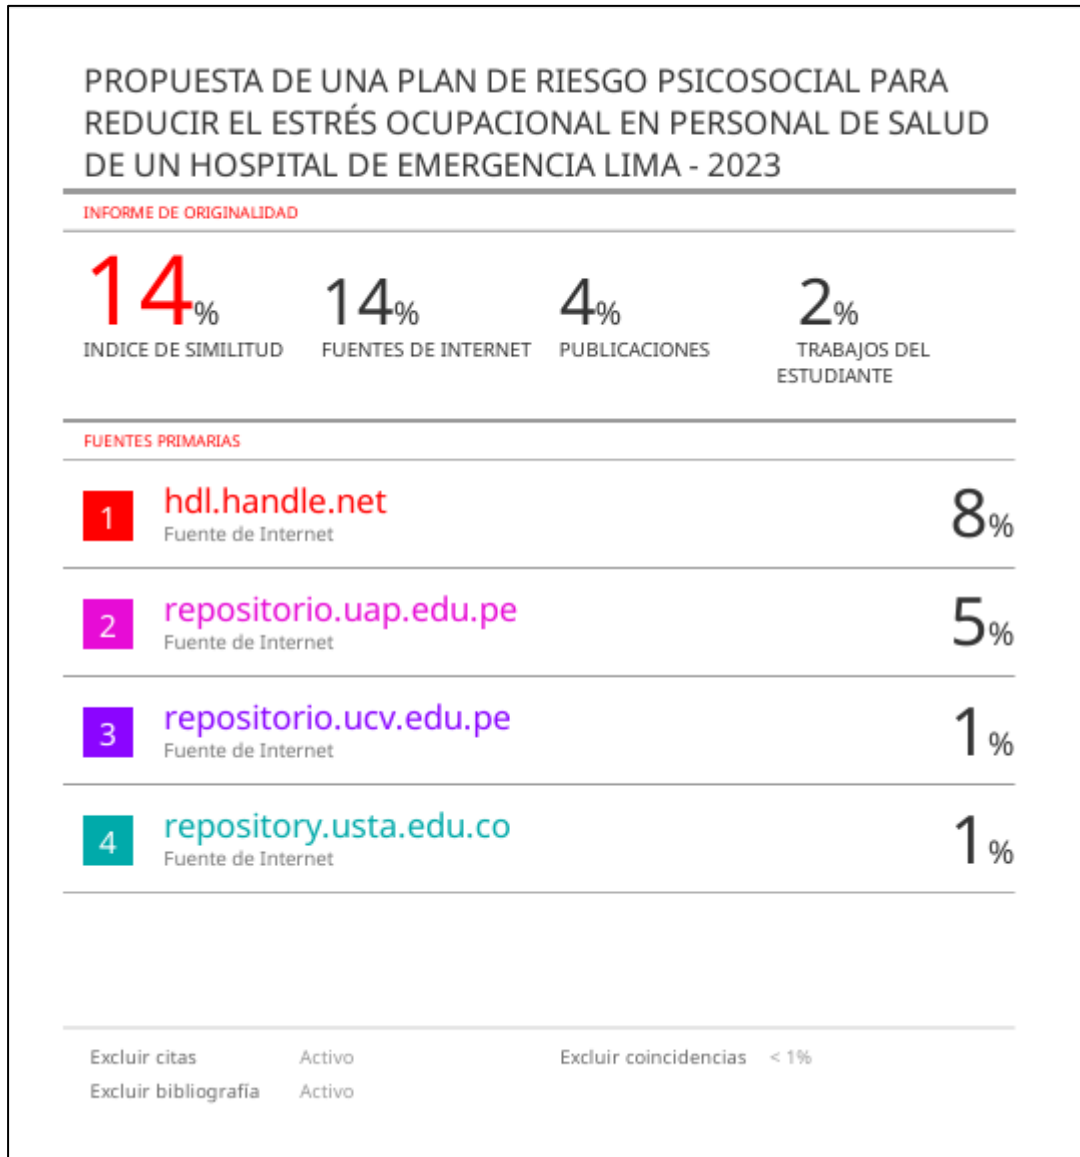 PROPUESTA DE UNA PLAN DE RIESGO PSICOSOCIAL PARA
REDUCIR EL ESTRÉS OCUPACIONAL EN PERSONAL DE SALUD
DE UN HOSPITAL DE EMERGENCIA LIMA - 2023
INFORME DE ORIGINALIDAD
14% 14% 4% 2%
INDICE DE SIMILITUD FUENTES DE INTERNET PUBLICACIONES TRABAJOS DEL
ESTUDIANTE
FUENTES PRIMARIAS
1 hdl.handle.net 8%
Fuente de Internet
2 repositorio.uap.edu.pe 5%
Fuente de Internet
3 repositorio.ucv.edu.pe 1%
Fuente de Internet
4 repository.usta.edu.co 1%
Fuente de Internet
Excluir citas Activo Excluir coincidencias < 1%
Excluir bibliografía Activo